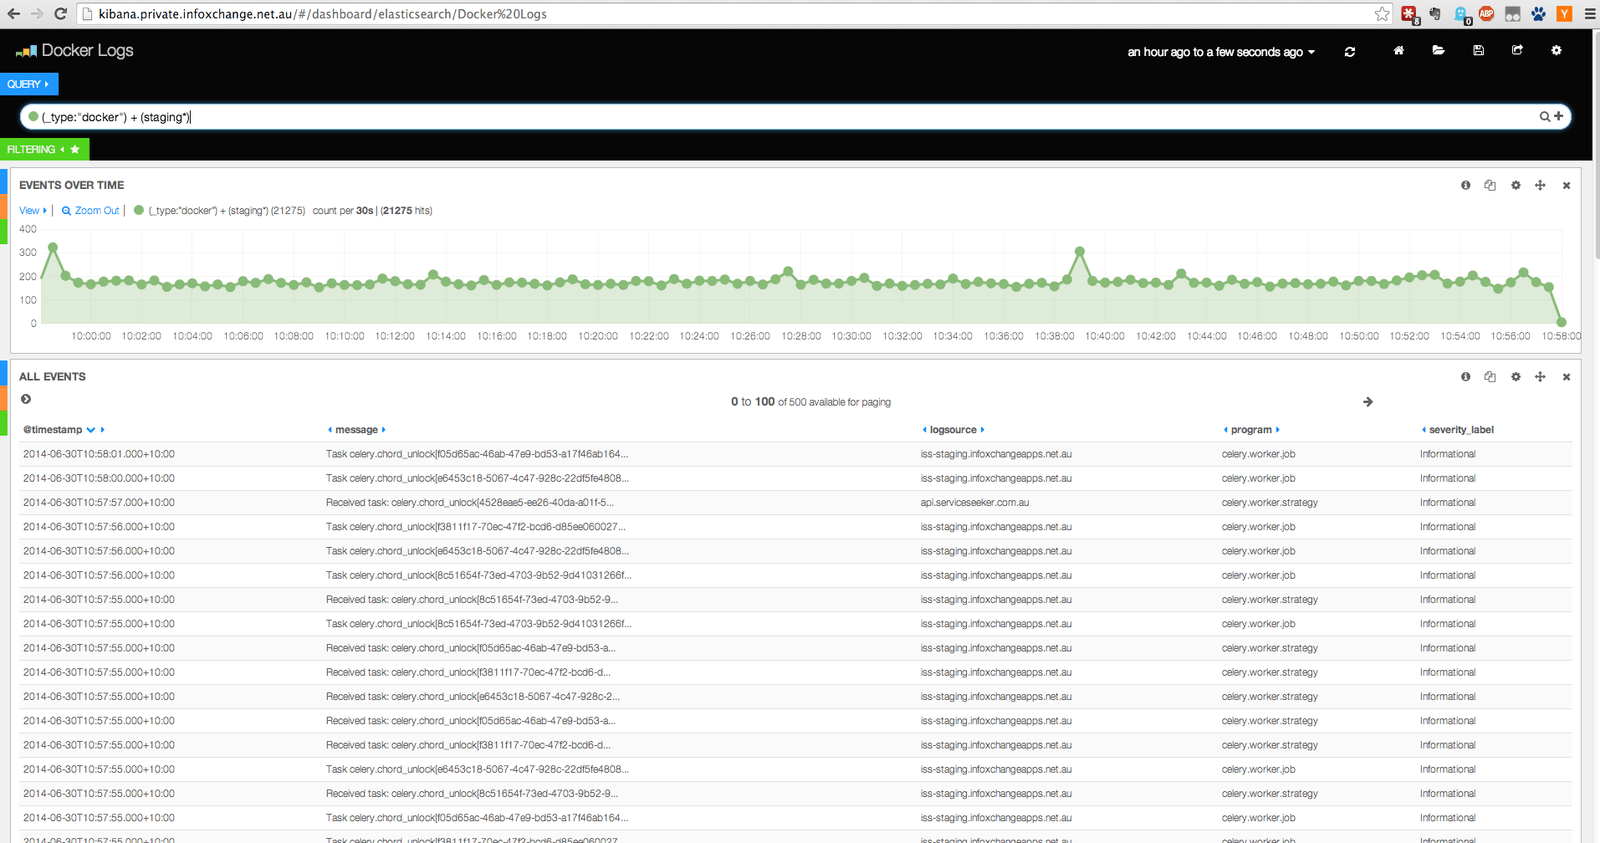 kibana.private.infoxchange.net.au/#/dashboard/elasticsearch/Docker%20Logs
8 0 ABP Y
Docker Logs
an hour ago to a few seconds ago
QUERY
(_type:"docker") + (staging*)
FILTERING
EVENTS OVER TIME
View | Zoom Out | (_type:"docker") + (staging*) (21275) count per 30s | (21275 hits)
400
300
200
100
0
10:00:00 10:02:00 10:04:00 10:06:00 10:08:00 10:10:00 10:12:00 10:14:00 10:16:00 10:18:00 10:20:00 10:22:00 10:24:00 10:26:00 10:28:00 10:30:00 10:32:00 10:34:00 10:36:00 10:38:00 10:40:00 10:42:00 10:44:00 10:46:00 10:48:00 10:50:00 10:52:00 10:54:00 10:56:00 10:58:00
ALL EVENTS
0 to 100 of 500 available for paging
@timestamp message logsource program severity_label
2014-06-30T10:58:01.000+10:00 Task celery.chord_unlock[f05d65ac-46ab-47e9-bd53-a17f46ab164... iss-staging.infoxchangeapps.net.au celery.worker.job Informational
2014-06-30T10:58:00.000+10:00 Task celery.chord_unlock[e6453c18-5067-4c47-928c-22df5fe4808... iss-staging.infoxchangeapps.net.au celery.worker.job Informational
2014-06-30T10:57:57.000+10:00 Received task: celery.chord_unlock[4528eae5-ee26-40da-a01f-5... api.serviceseeker.com.au celery.worker.strategy Informational
2014-06-30T10:57:56.000+10:00 Task celery.chord_unlock[f3811f17-70ec-47f2-bcd6-d85ee060027... iss-staging.infoxchangeapps.net.au celery.worker.job Informational
2014-06-30T10:57:56.000+10:00 Task celery.chord_unlock[e6453c18-5067-4c47-928c-22df5fe4808... iss-staging.infoxchangeapps.net.au celery.worker.job Informational
2014-06-30T10:57:56.000+10:00 Task celery.chord_unlock[8c51654f-73ed-4703-9b52-9d41031266f... iss-staging.infoxchangeapps.net.au celery.worker.job Informational
2014-06-30T10:57:55.000+10:00 Received task: celery.chord_unlock[8c51654f-73ed-4703-9b52-9... iss-staging.infoxchangeapps.net.au celery.worker.strategy Informational
2014-06-30T10:57:55.000+10:00 Task celery.chord_unlock[8c51654f-73ed-4703-9b52-9d41031266f... iss-staging.infoxchangeapps.net.au celery.worker.job Informational
2014-06-30T10:57:55.000+10:00 Received task: celery.chord_unlock[f05d65ac-46ab-47e9-bd53-a... iss-staging.infoxchangeapps.net.au celery.worker.strategy Informational
2014-06-30T10:57:55.000+10:00 Received task: celery.chord_unlock[f3811f17-70ec-47f2-bcd6-d... iss-staging.infoxchangeapps.net.au celery.worker.strategy Informational
2014-06-30T10:57:55.000+10:00 Received task: celery.chord_unlock[e6453c18-5067-4c47-928c-2... iss-staging.infoxchangeapps.net.au celery.worker.strategy Informational
2014-06-30T10:57:55.000+10:00 Received task: celery.chord_unlock[f05d65ac-46ab-47e9-bd53-a... iss-staging.infoxchangeapps.net.au celery.worker.strategy Informational
2014-06-30T10:57:55.000+10:00 Received task: celery.chord_unlock[f3811f17-70ec-47f2-bcd6-d... iss-staging.infoxchangeapps.net.au celery.worker.strategy Informational
2014-06-30T10:57:55.000+10:00 Task celery.chord_unlock[e6453c18-5067-4c47-928c-22df5fe4808... iss-staging.infoxchangeapps.net.au celery.worker.job Informational
2014-06-30T10:57:55.000+10:00 Received task: celery.chord_unlock[8c51654f-73ed-4703-9b52-9... iss-staging.infoxchangeapps.net.au celery.worker.strategy Informational
2014-06-30T10:57:55.000+10:00 Task celery.chord_unlock[f05d65ac-46ab-47e9-bd53-a17f46ab164... iss-staging.infoxchangeapps.net.au celery.worker.job Informational
2014-06-30T10:57:55.000+10:00 Task celery.chord_unlock[f3811f17-70ec-47f2-bcd6-d85ee060027... iss-staging.infoxchangeapps.net.au celery.worker.job Informational